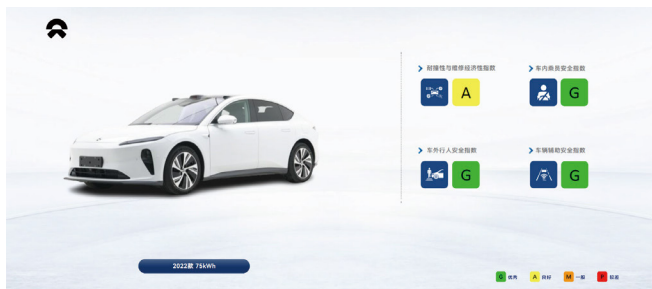 耐撞性与维修经济性指数
车内乘员安全指数
A
G
车外行人安全指数
车辆辅助安全指数
G
G
2022款 75kWh
G 优秀 A 良好 M 一般 P 较差